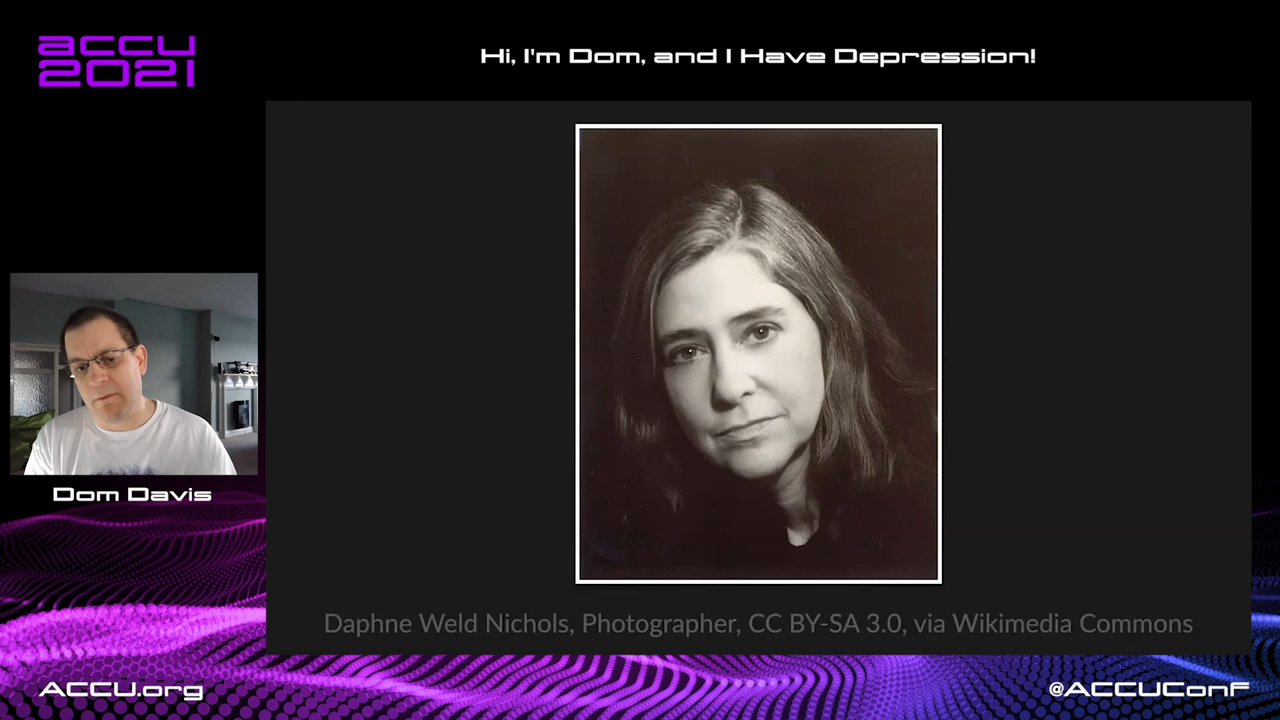 accu
2021
Hi, I'm Dom, and I Have Depression!
Dom Davis
Daphne Weld Nichols, Photographer, CC BY-SA 3.0, via Wikimedia Commons
ACCU.org
@ACCUConf